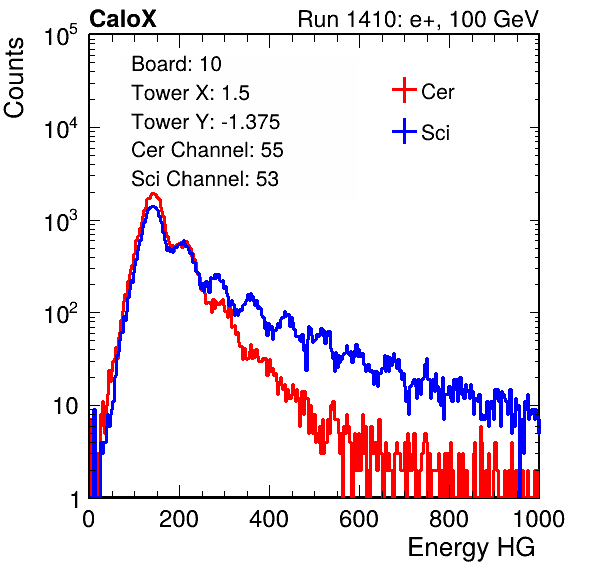 CaloX Run 1410: e+, 100 GeV
Counts
Board: 10
Tower X: 1.5
Tower Y: -1.375
Cer Channel: 55
Sci Channel: 53
Cer
Sci
10^5
10^4
10^3
10^2
10
1
0 200 400 600 800 1000
Energy HG